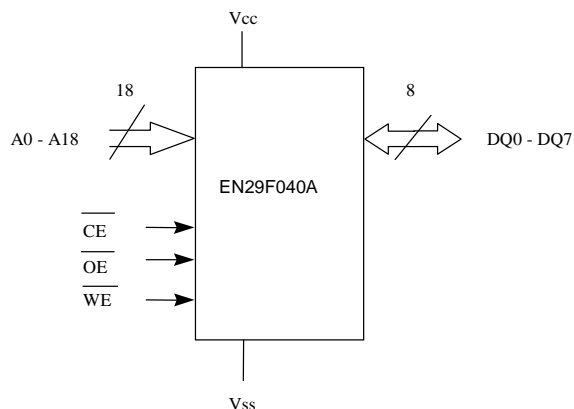 Vcc
18
8
A0 - A18
DQ0 - DQ7
EN29F040A
CE
OE
WE
Vss